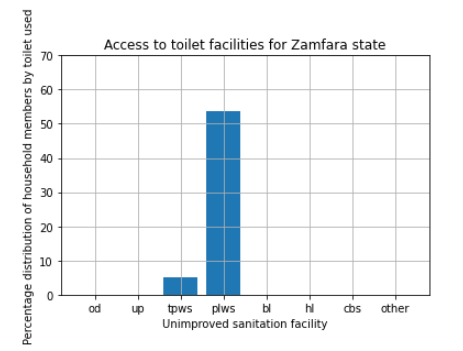 Access to toilet facilities for Zamfara state
Percentage distribution of household members by toilet used
70
60
50
40
30
20
10
0
od up tpws plws bl hl cbs other
Unimproved sanitation facility